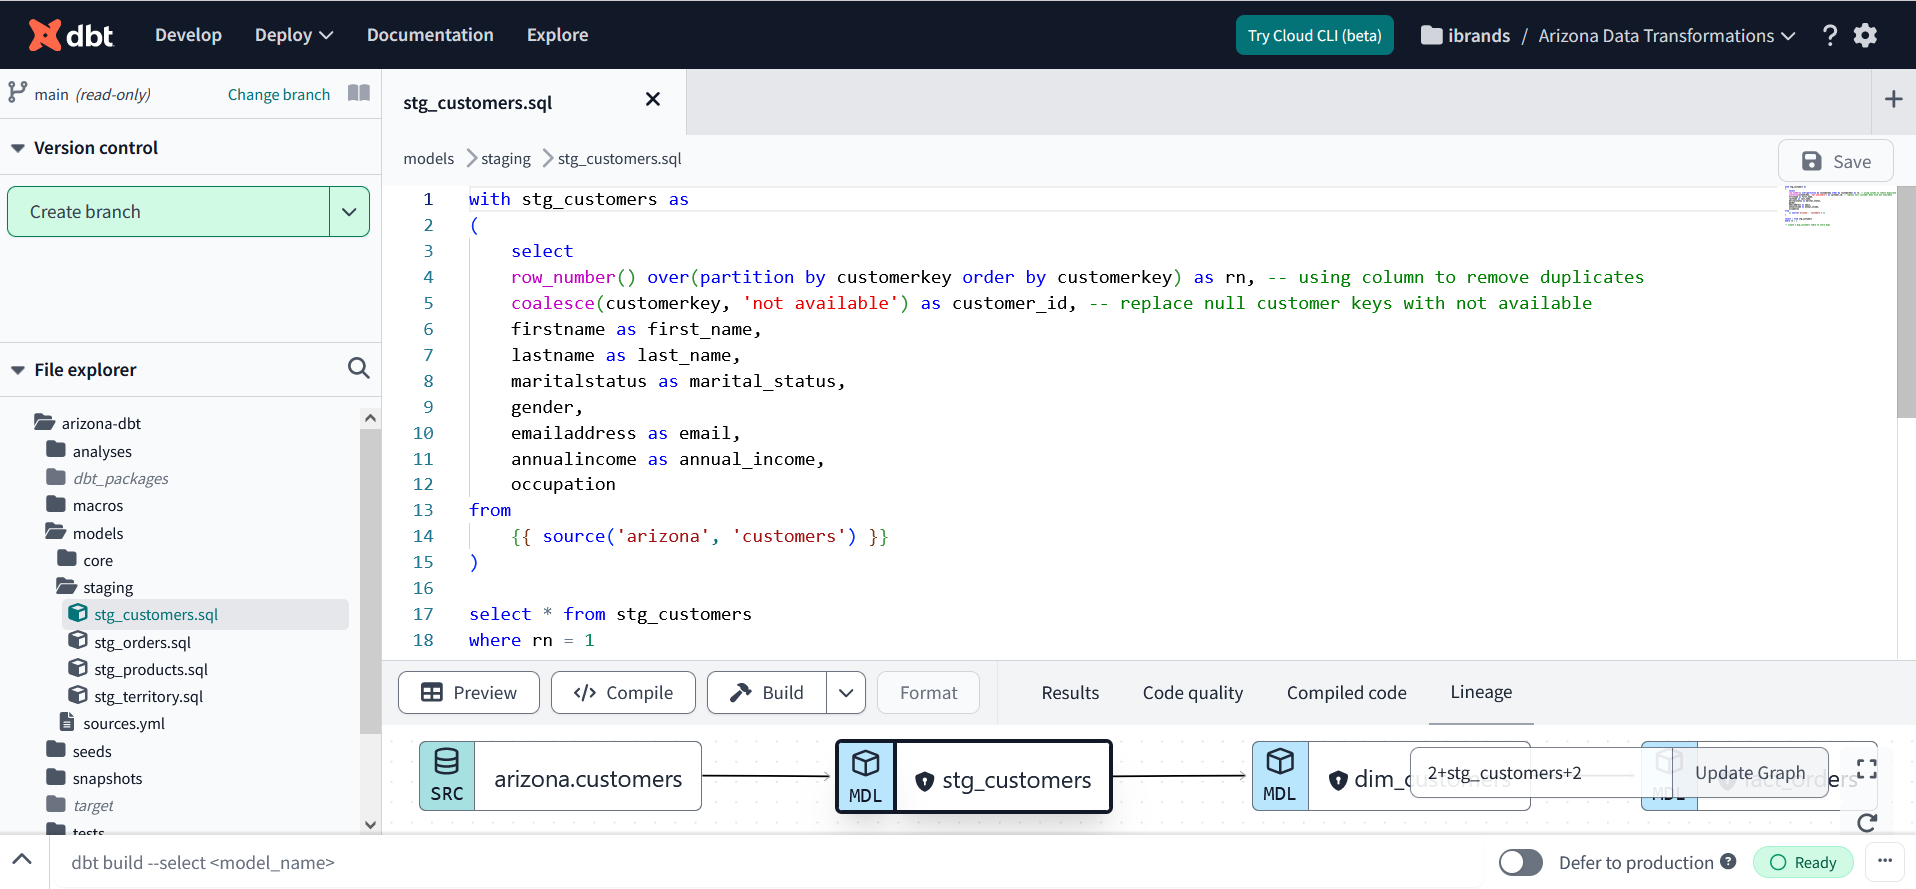 dbt Develop Deploy Documentation Explore Try Cloud CLI (beta) ibrands / Arizona Data Transformations ?
main (read-only) Change branch
stg_customers.sql
Version control
models staging stg_customers.sql
Save
Create branch
1 with stg_customers as
2 (
3 select
4 row_number() over(partition by customerkey order by customerkey) as rn, -- using column to remove duplicates
5 coalesce(customerkey, 'not available') as customer_id, -- replace null customer keys with not available
6 firstname as first_name,
7 lastname as last_name,
8 maritalstatus as marital_status,
9 gender,
10 emailaddress as email,
11 annualincome as annual_income,
12 occupation
13 from
14 {{ source('arizona', 'customers') }}
15 )
16
17 select * from stg_customers
18 where rn = 1
File explorer
arizona-dbt
analyses
dbt_packages
macros
models
core
staging
stg_customers.sql
stg_orders.sql
stg_products.sql
stg_territory.sql
sources.yml
seeds
snapshots
target
tests
Preview </> Compile Build Format Results Code quality Compiled code Lineage
SRC arizona.customers
MDL stg_customers
MDL dim_customers
2+stg_customers+2 Update Graph
MDL fact_orders
dbt build --select <model_name>
Defer to production ? Ready ...